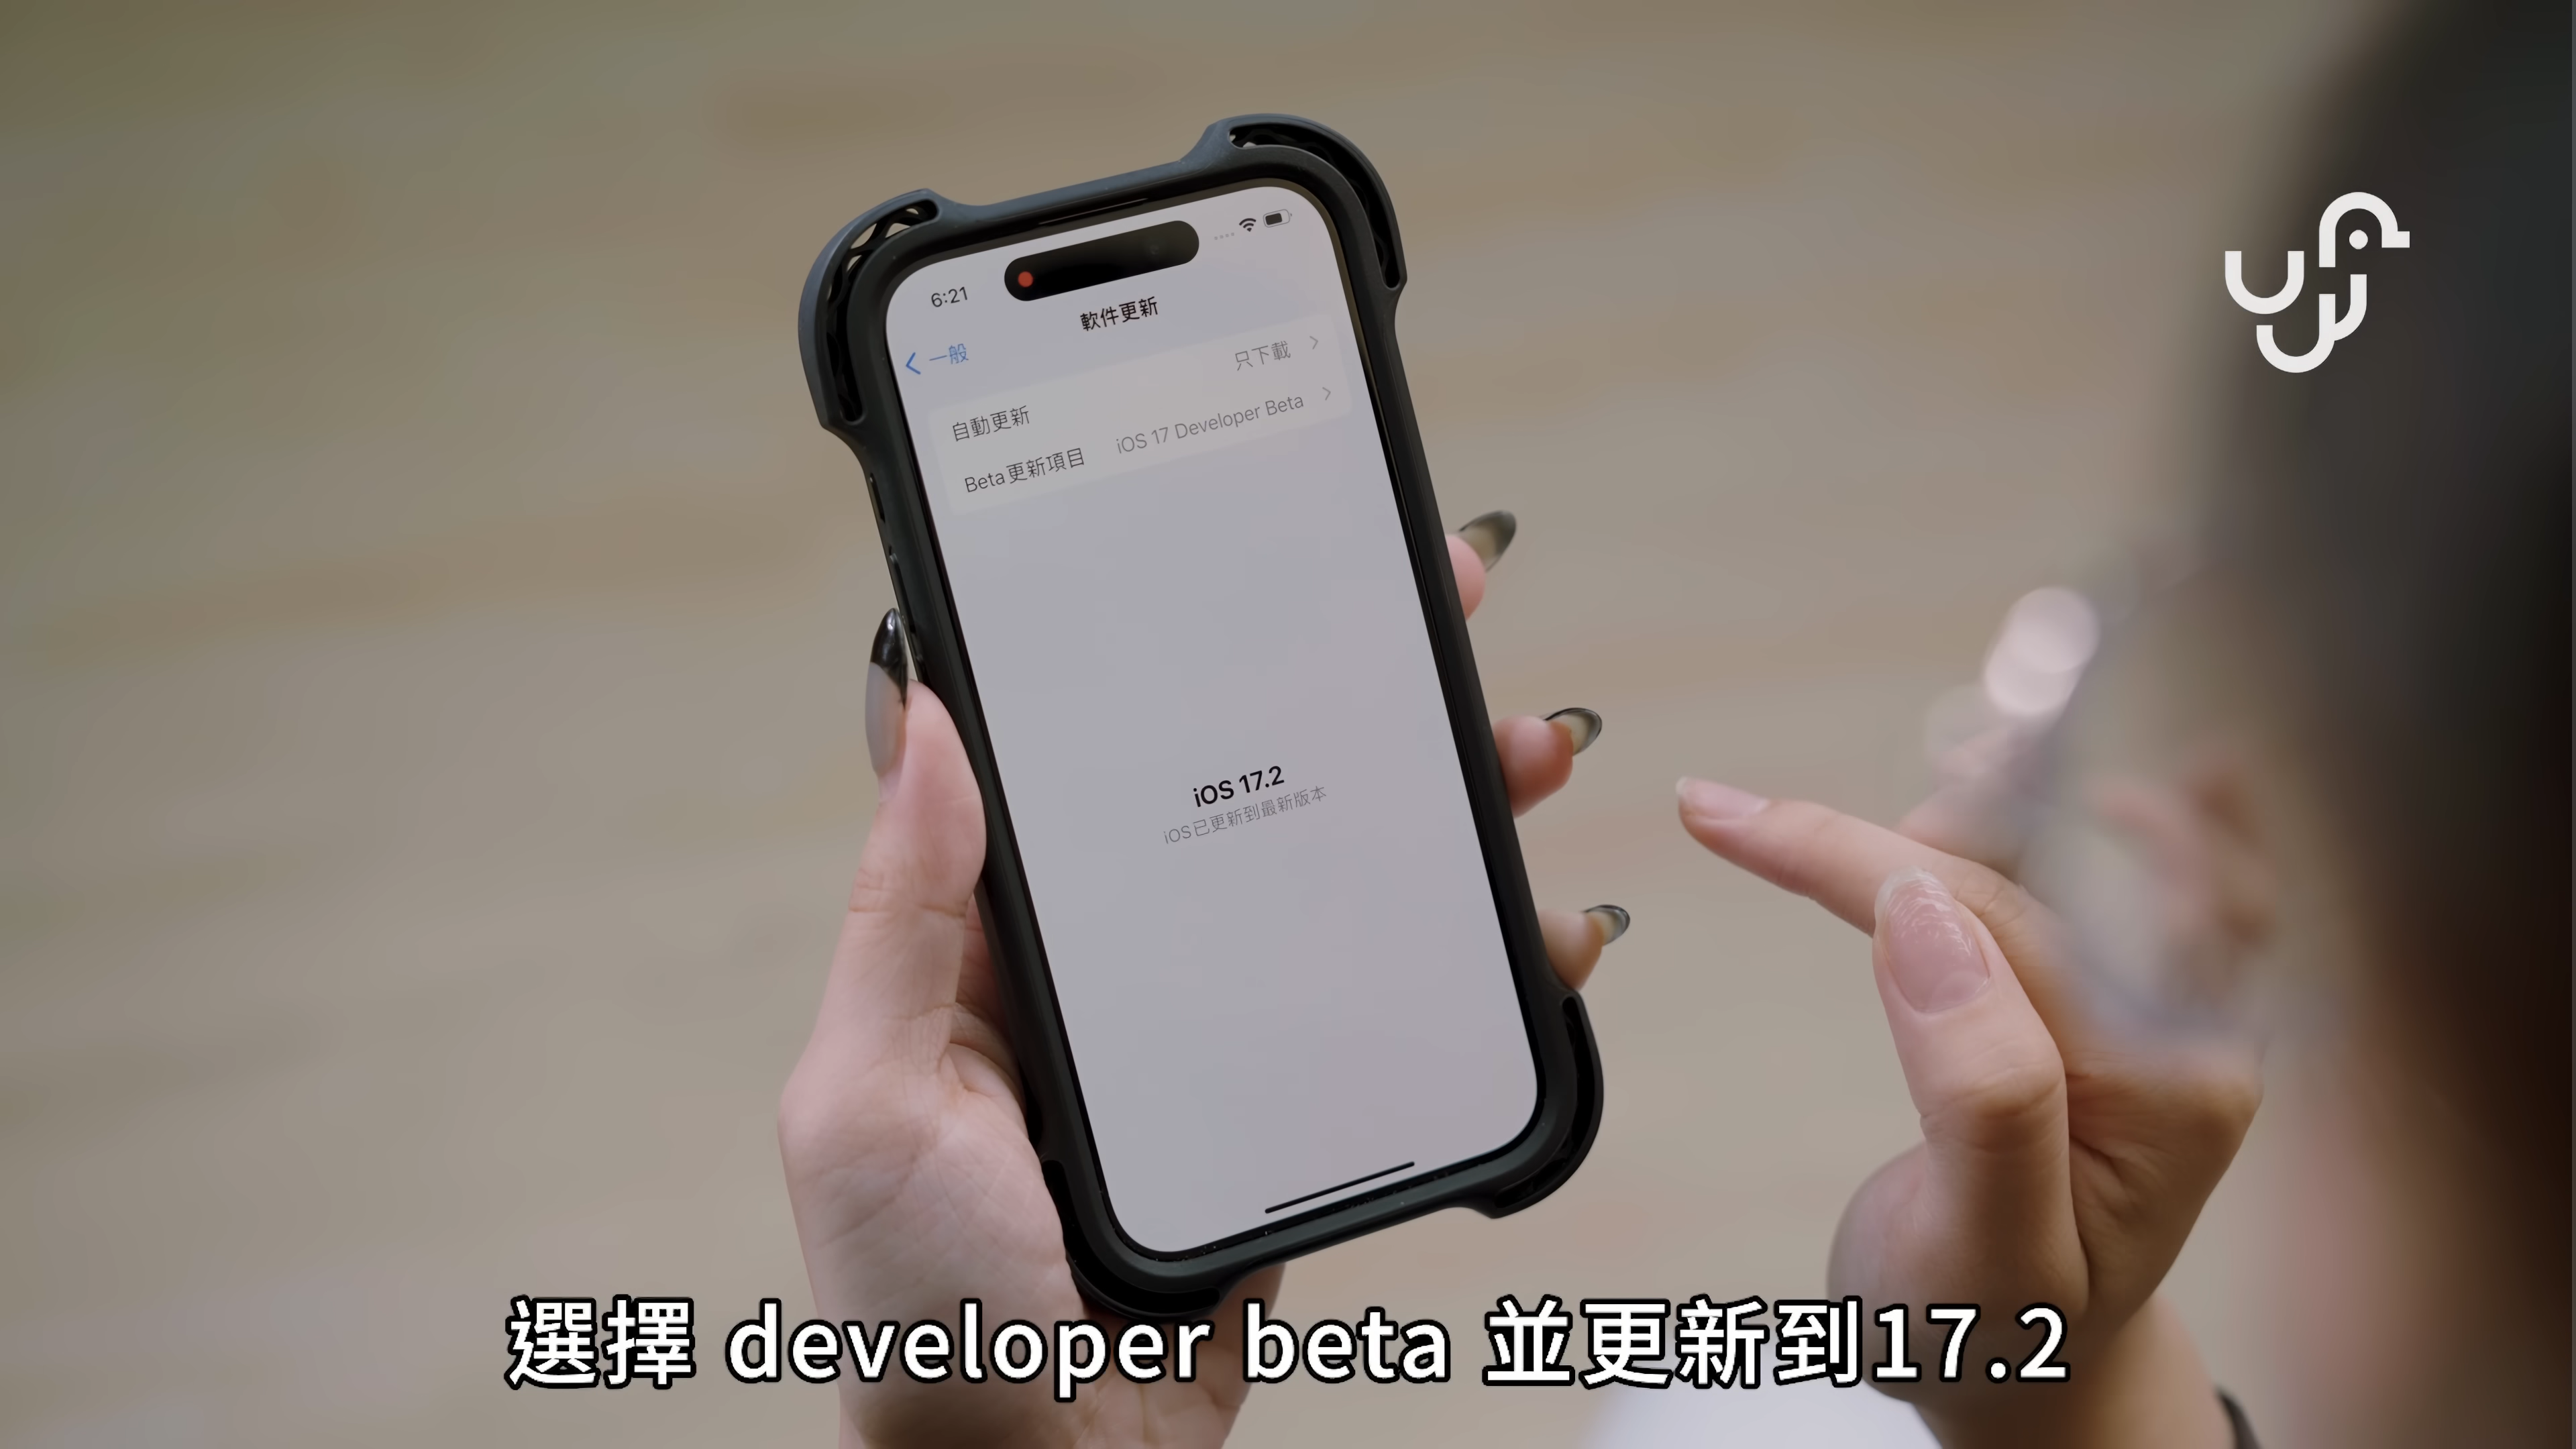 6:21
軟件更新
一般
自動更新 只下載
Beta更新項目 iOS 17 Developer Beta
iOS 17.2
iOS已更新到最新版本
選擇 developer beta 並更新到17.2